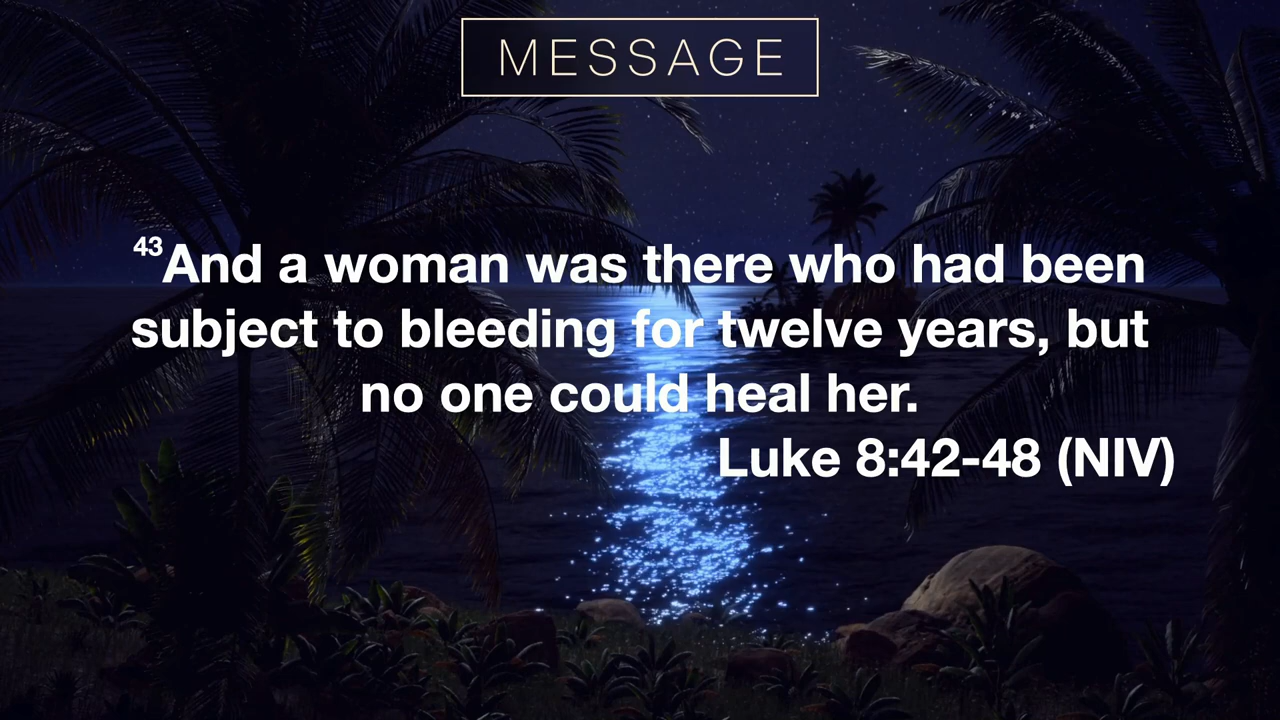 MESSAGE
43And a woman was there who had been
subject to bleeding for twelve years, but
no one could heal her.
Luke 8:42-48 (NIV)